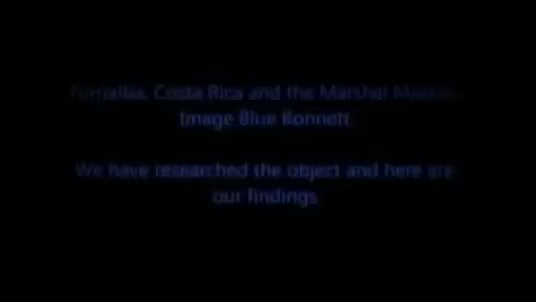 Turrialba, Costa Rica and the Marshal
Image Blue Bonnett.
We have researched the object and here are
our findings.